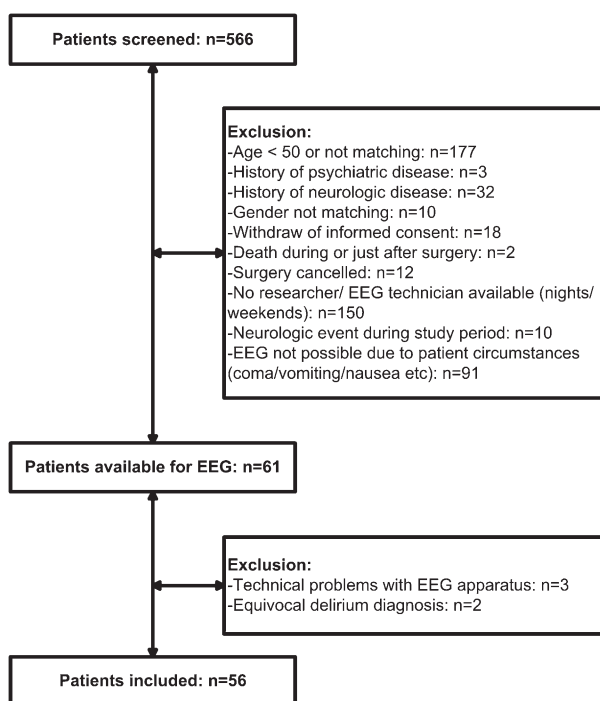 Patients screened: n=566
Exclusion:
-Age < 50 or not matching: n=177
-History of psychiatric disease: n=3
-History of neurologic disease: n=32
-Gender not matching: n=10
-Withdraw of informed consent: n=18
-Death during or just after surgery: n=2
-Surgery cancelled: n=12
-No researcher/ EEG technician available (nights/
weekends): n=150
-Neurologic event during study period: n=10
-EEG not possible due to patient circumstances
(coma/vomiting/nausea etc): n=91
Patients available for EEG: n=61
Exclusion:
-Technical problems with EEG apparatus: n=3
-Equivocal delirium diagnosis: n=2
Patients included: n=56